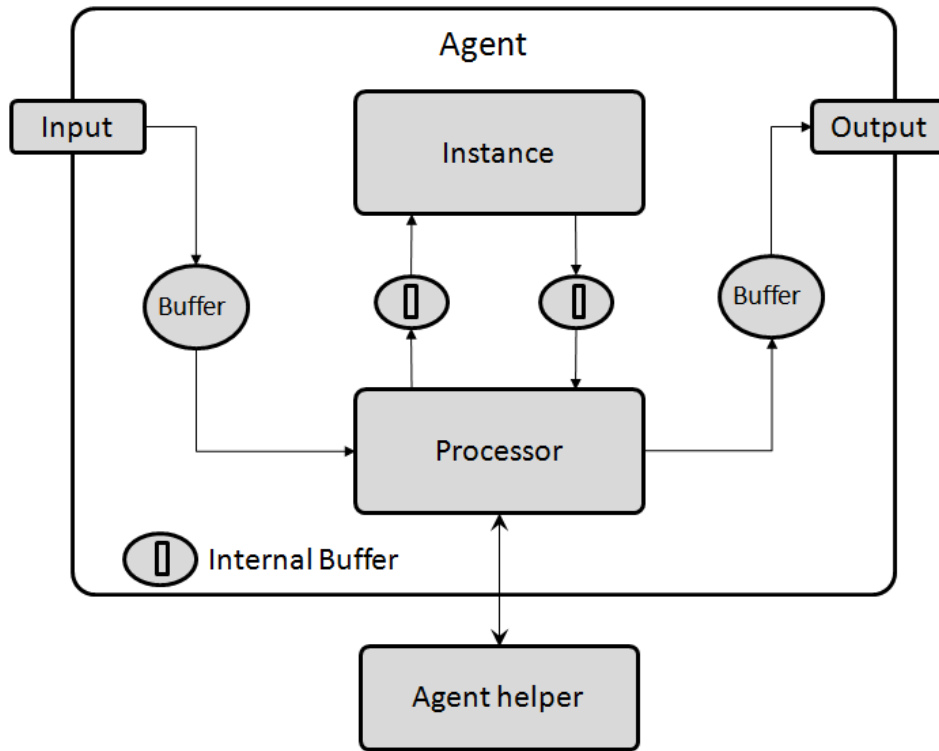 Agent
Input
Output
Instance
Buffer
Buffer
Processor
Internal Buffer
Agent helper